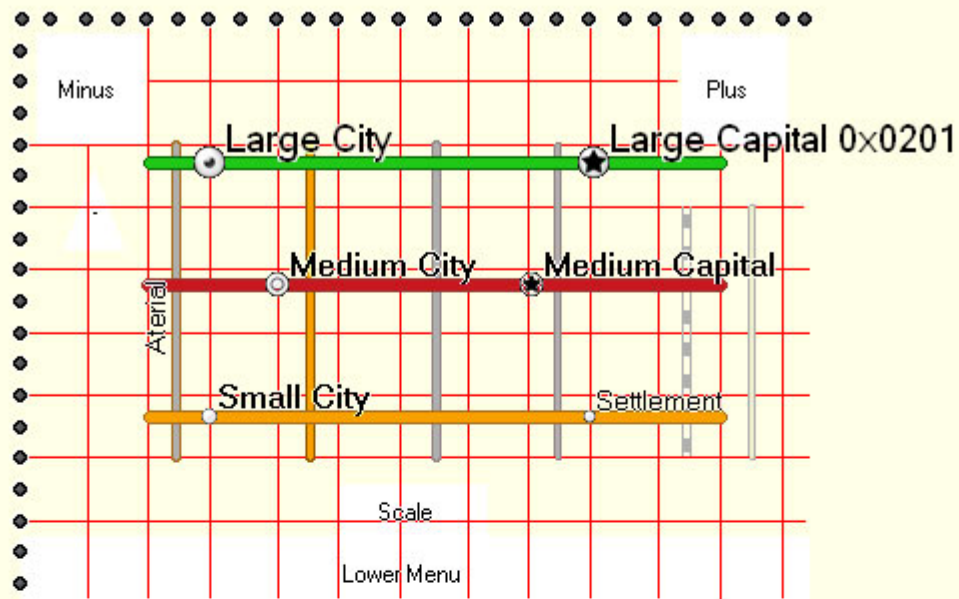 Minus
Plus
Large City
Large Capital 0x0201
-
Medium City
Medium Capital
Aterial
Small City
Settlement
Scale
Lower Menu